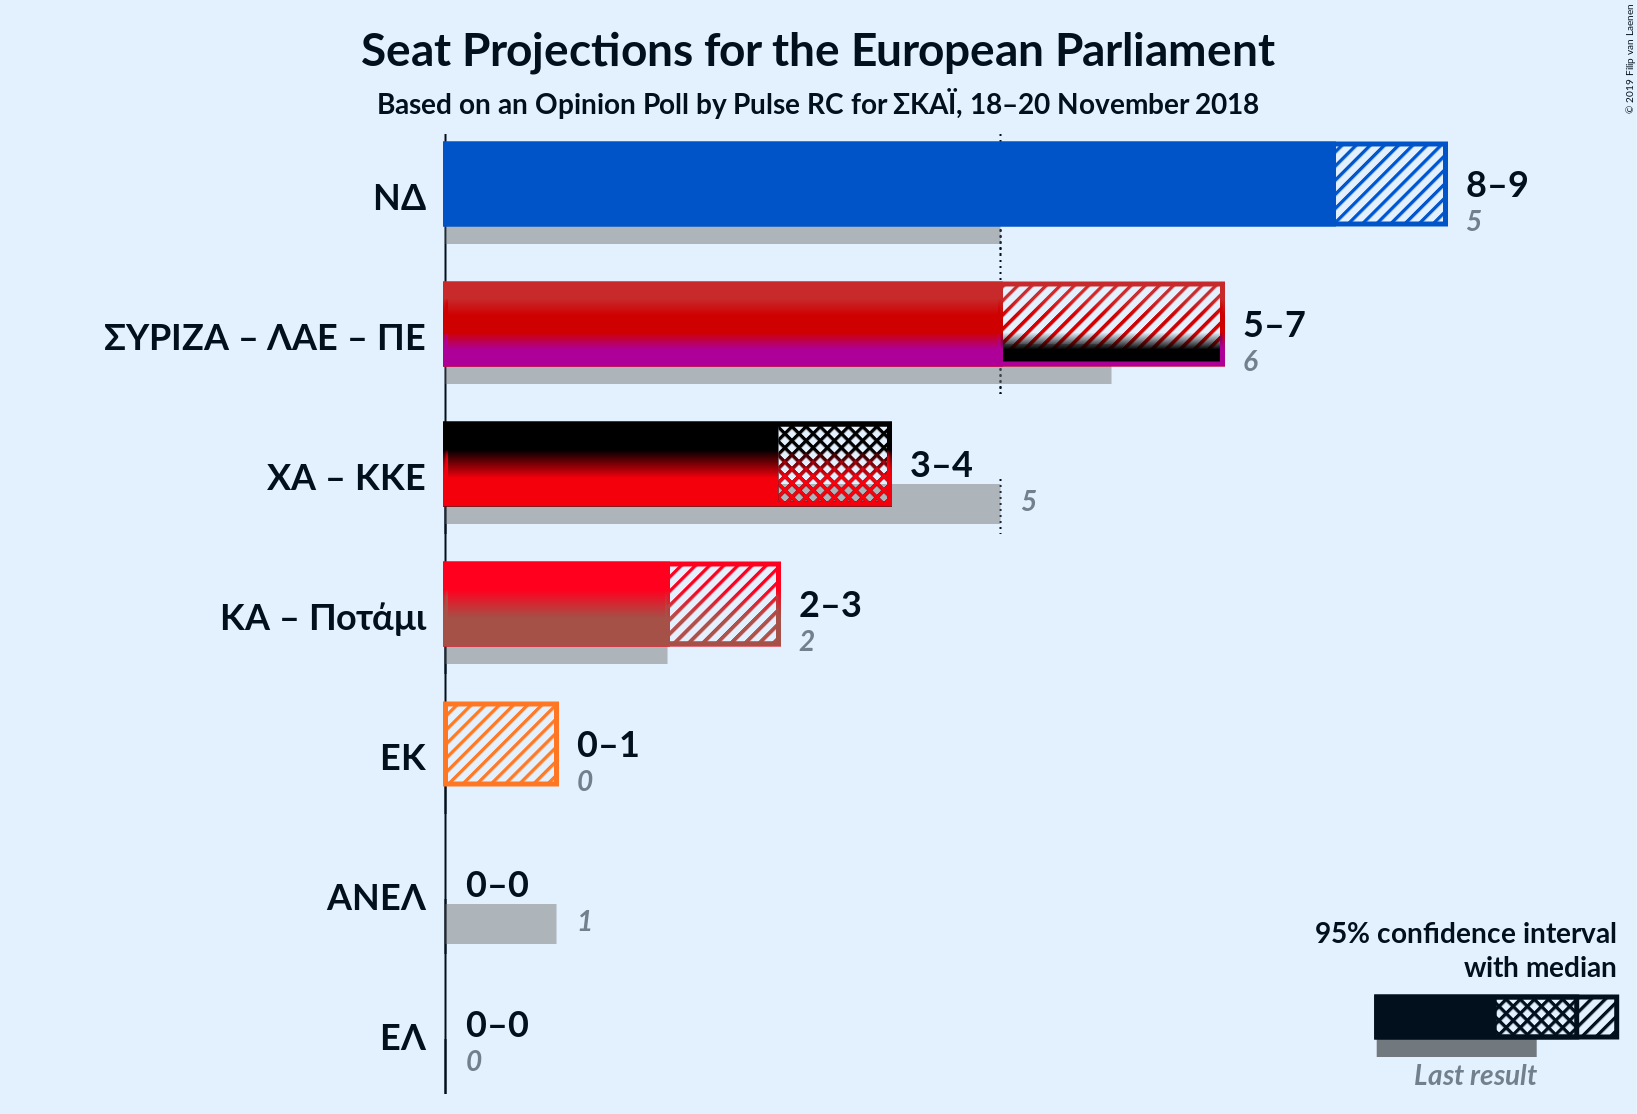 Seat Projections for the European Parliament
Based on an Opinion Poll by Pulse RC for ΣΚΑΪ, 18–20 November 2018
© 2019 Filip van Laenen
ΝΔ
8–9
5
ΣΥΡΙΖΑ – ΛΑΕ – ΠΕ
5–7
6
ΧΑ – ΚΚΕ
3–4
5
ΚΑ – Ποτάμι
2–3
2
ΕΚ
0–1
0
ΑΝΕΛ
0–0
1
ΕΛ
0–0
0
95% confidence interval
with median
Last result